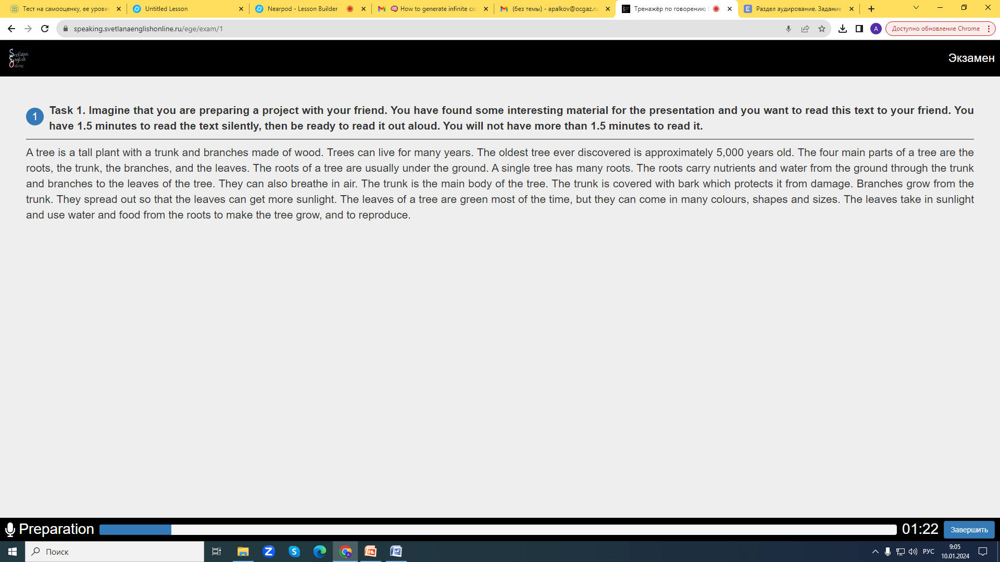 Тест на самооценку, ее урове
Untitled Lesson
Nearpod - Lesson Builder
How to generate infinite co
(без темы) - apalkov@ocgaz.ru
Тренажёр по говорению
Раздел аудирование. Задание
speaking.svetlanaenglishonline.ru/ege/exam/1
A
Доступно обновление Chrome
Svetlana
English
Online
Экзамен
1
Task 1. Imagine that you are preparing a project with your friend. You have found some interesting material for the presentation and you want to read this text to your friend. You
have 1.5 minutes to read the text silently, then be ready to read it out aloud. You will not have more than 1.5 minutes to read it.
A tree is a tall plant with a trunk and branches made of wood. Trees can live for many years. The oldest tree ever discovered is approximately 5,000 years old. The four main parts of a tree are the
roots, the trunk, the branches, and the leaves. The roots of a tree are usually under the ground. A single tree has many roots. The roots carry nutrients and water from the ground through the trunk
and branches to the leaves of the tree. They can also breathe in air. The trunk is the main body of the tree. The trunk is covered with bark which protects it from damage. Branches grow from the
trunk. They spread out so that the leaves can get more sunlight. The leaves of a tree are green most of the time, but they can come in many colours, shapes and sizes. The leaves take in sunlight
and use water and food from the roots to make the tree grow, and to reproduce.
Preparation
01:22
Завершить
Поиск
РУС
9:05
10.01.2024